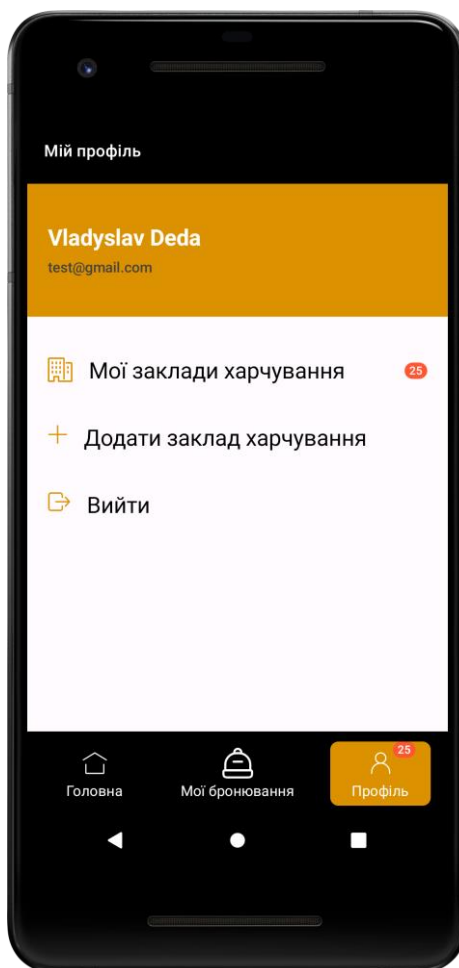 Мій профіль
Vladyslav Deda
test@gmail.com
Мої заклади харчування 25
Додати заклад харчування
Вийти
25
Головна Мої бронювання Профіль